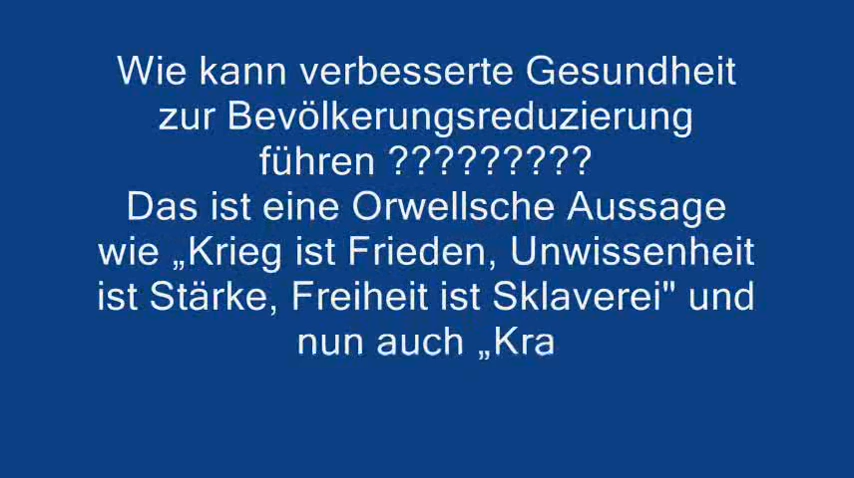 Wie kann verbesserte Gesundheit
zur Bevölkerungsreduzierung
führen ?????????
Das ist eine Orwellsche Aussage
wie „Krieg ist Frieden, Unwissenheit
ist Stärke, Freiheit ist Sklaverei" und
nun auch „Kra